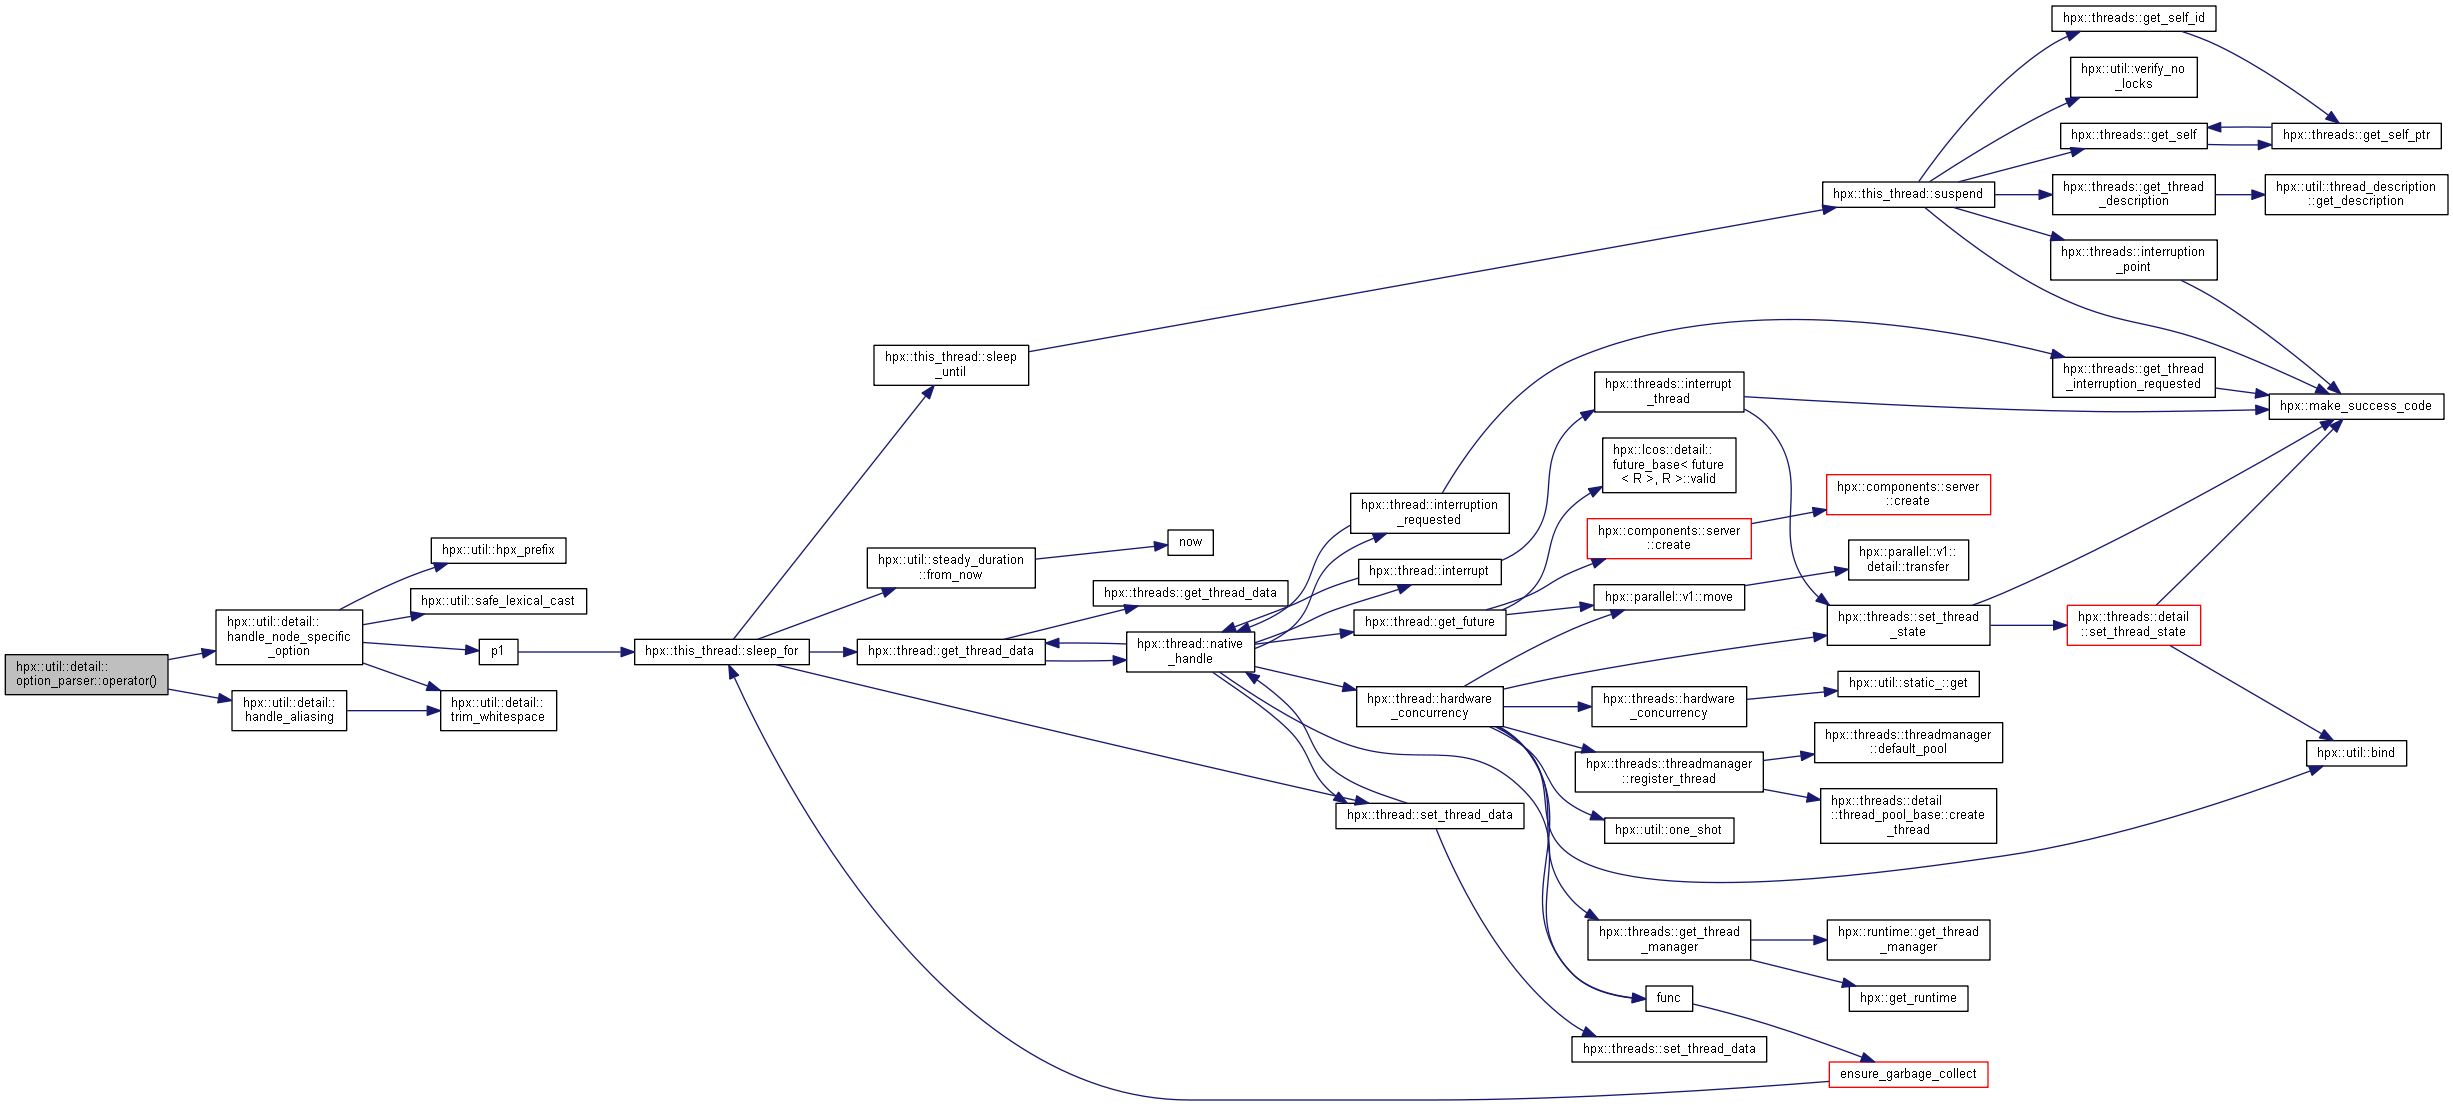 hpx::util::detail::
option_parser::operator()
hpx::util::detail::
handle_node_specific
_option
hpx::util::detail::
handle_aliasing
hpx::util::hpx_prefix
hpx::util::safe_lexical_cast
p1
hpx::util::detail::
trim_whitespace
hpx::this_thread::sleep_for
hpx::this_thread::sleep
_until
hpx::util::steady_duration
::from_now
hpx::thread::get_thread_data
now
hpx::threads::get_thread_data
hpx::thread::native
_handle
hpx::thread::interruption
_requested
hpx::thread::interrupt
hpx::thread::get_future
hpx::thread::hardware
_concurrency
hpx::thread::set_thread_data
hpx::threads::interrupt
_thread
hpx::lcos::detail::
future_base< future
< R >, R >::valid
hpx::components::server
::create
hpx::parallel::v1::move
hpx::threads::hardware
_concurrency
hpx::threads::threadmanager
::register_thread
hpx::util::one_shot
hpx::threads::get_thread
_manager
func
hpx::threads::set_thread_data
hpx::this_thread::suspend
hpx::components::server
::create
hpx::parallel::v1::
detail::transfer
hpx::threads::set_thread
_state
hpx::util::static_::get
hpx::threads::threadmanager
::default_pool
hpx::threads::detail
::thread_pool_base::create
_thread
hpx::runtime::get_thread
_manager
hpx::get_runtime
ensure_garbage_collect
hpx::threads::get_self_id
hpx::util::verify_no
_locks
hpx::threads::get_self
hpx::threads::get_thread
_description
hpx::threads::interruption
_point
hpx::threads::get_thread
_interruption_requested
hpx::threads::detail
::set_thread_state
hpx::threads::get_self_ptr
hpx::util::thread_description
::get_description
hpx::make_success_code
hpx::util::bind